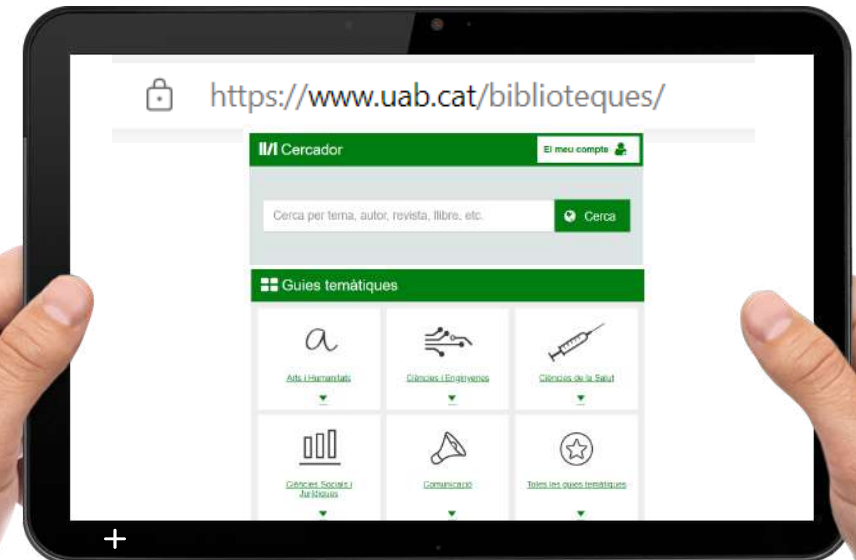 https://www.uab.cat/biblioteques/
Cercador
El meu compte
Cerca per tema, autor, revista, llibre, etc.
Cerca
Guies temàtiques
Arts i Humanitats
Ciències i Enginyeries
Ciències de la Salut
Ciències Socials i
Jurídiques
Comunicació
Totes les guies temàtiques